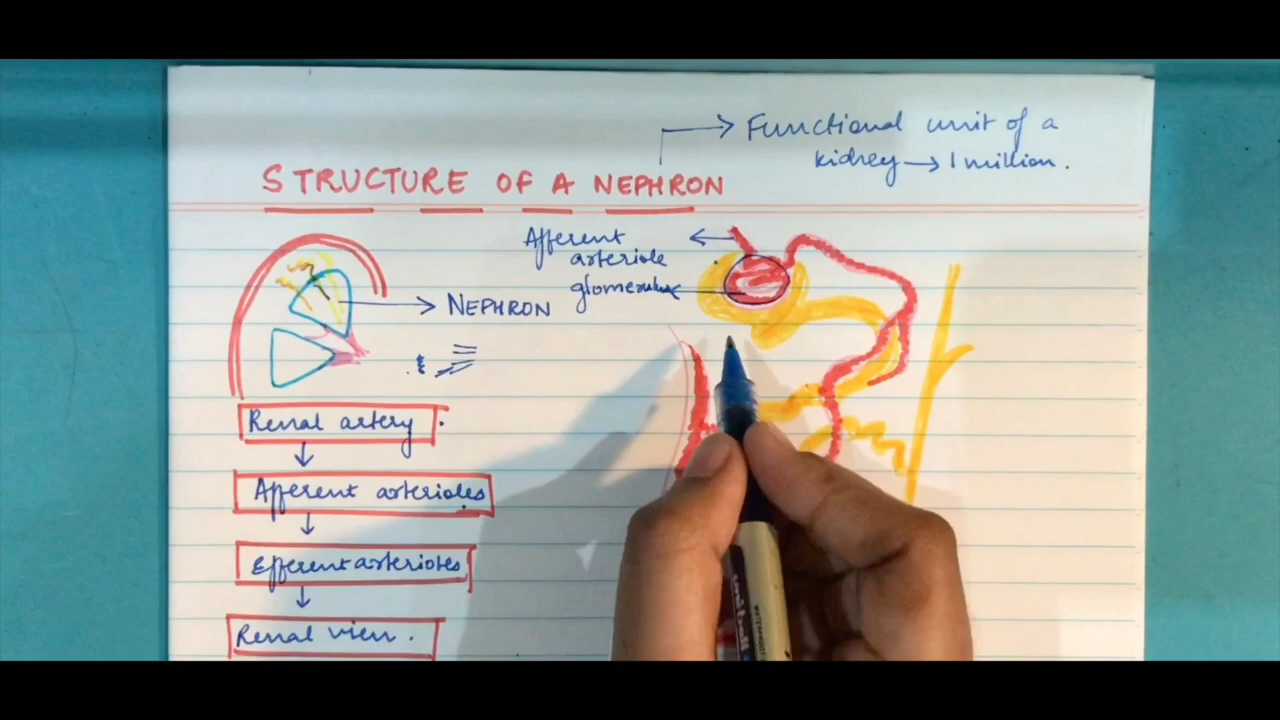 Functional unit of a
kidney → 1 million.
STRUCTURE OF A NEPHRON
Afferent
arteriole
glomerulus
NEPHRON
Renal artery.
Afferent arterioles
Efferent arterioles
Renal vien.